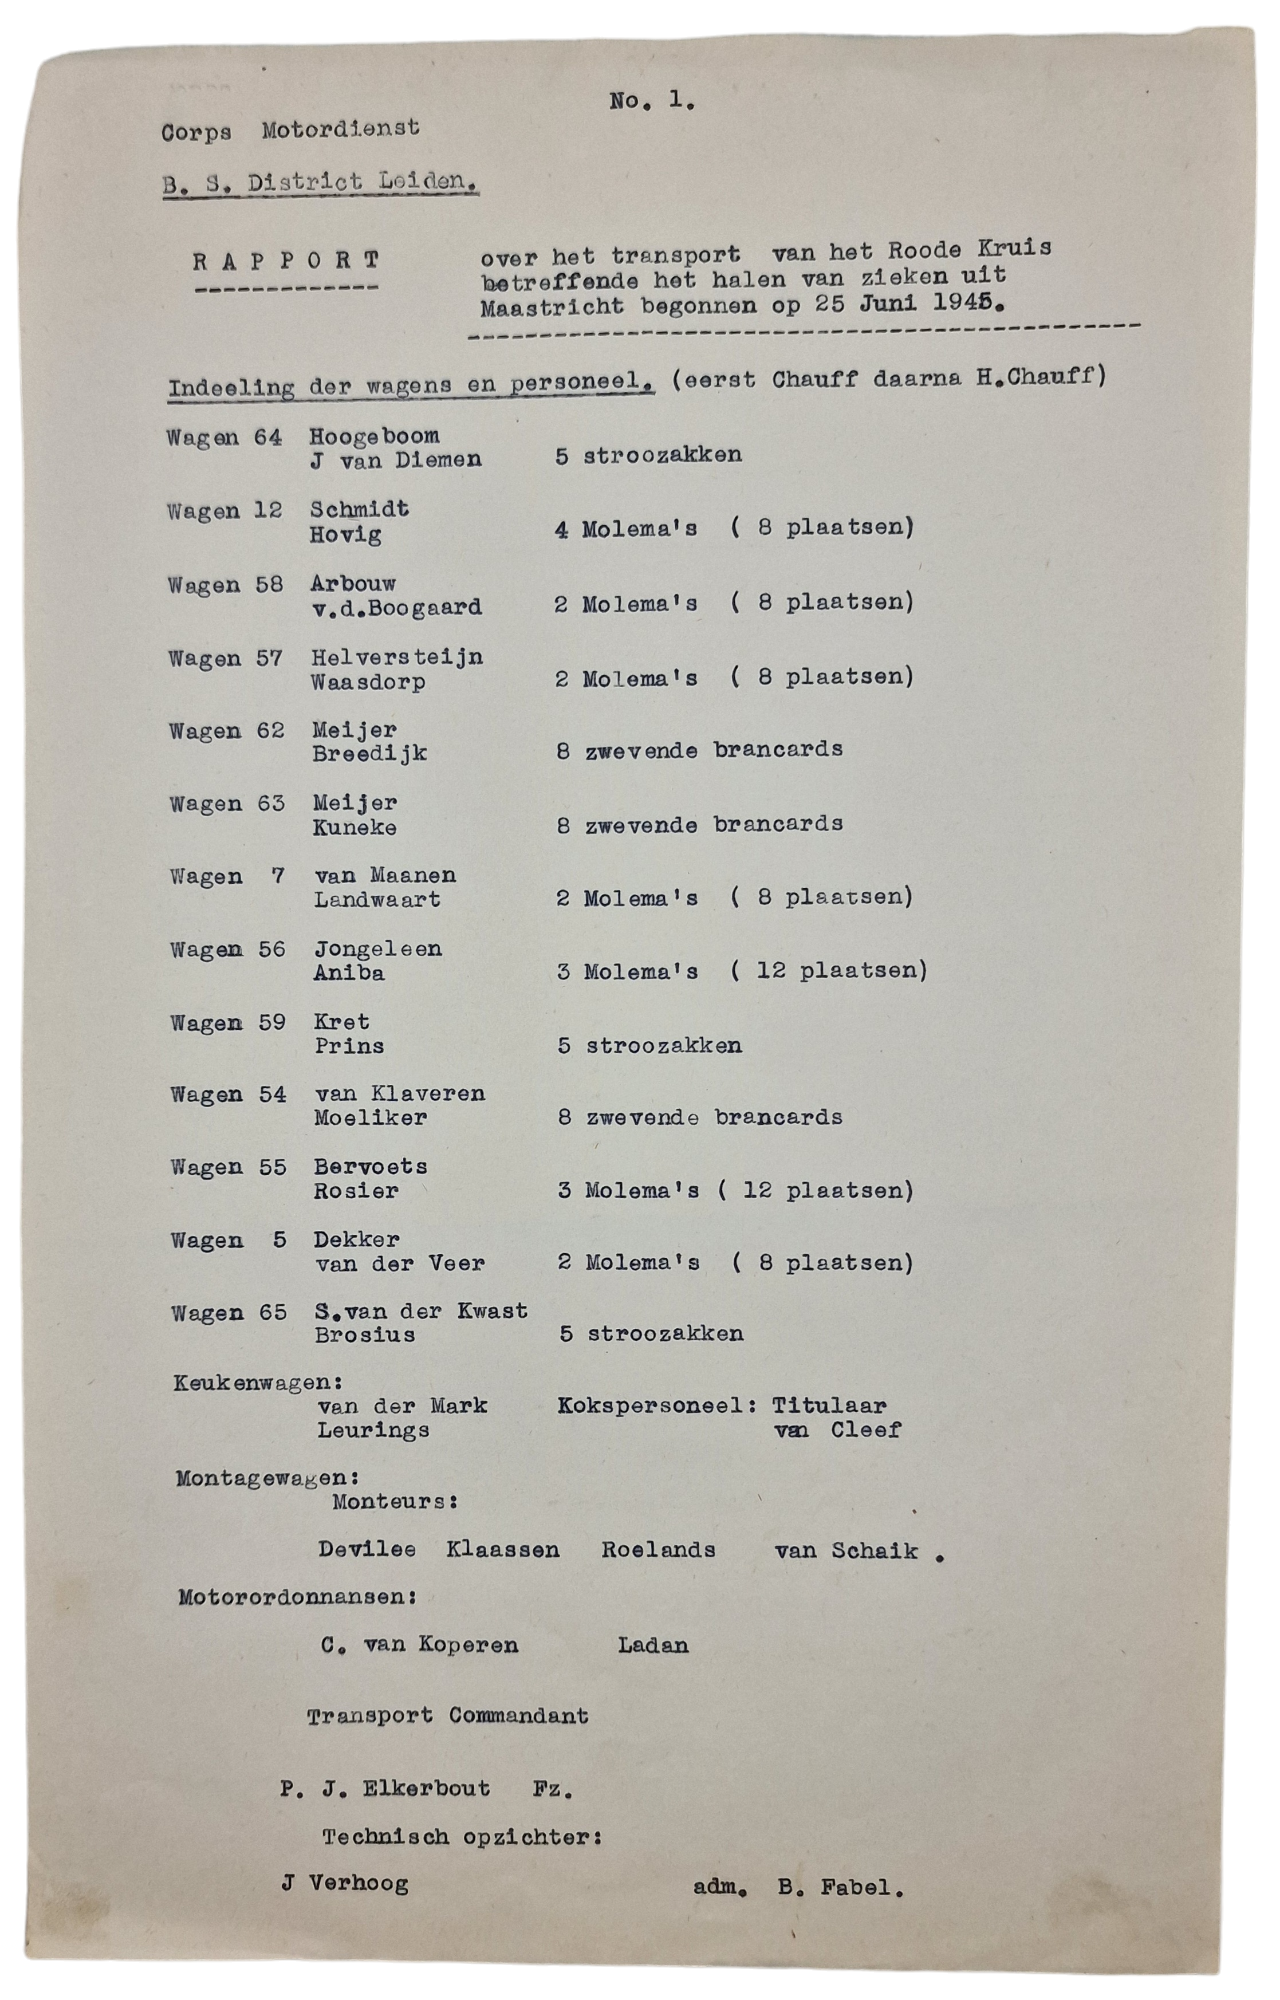 No. 1.
Corps Motordienst
B. S. District Leiden.
R A P P O R T over het transport van het Roode Kruis
betreffende het halen van zieken uit
Maastricht begonnen op 25 Juni 1945.
Indeeling der wagens en personeel. (eerst Chauff daarna H.Chauff)
Wagen 64 Hoogeboom
J van Diemen 5 stroozakken
Wagen 12 Schmidt
Hovig 4 Molema's ( 8 plaatsen)
Wagen 58 Arbouw
v.d.Boogaard 2 Molema's ( 8 plaatsen)
Wagen 57 Helversteijn
Waasdorp 2 Molema's ( 8 plaatsen)
Wagen 62 Meijer
Breedijk 8 zwevende brancards
Wagen 63 Meijer
Kuneke 8 zwevende brancards
Wagen 7 van Maanen
Landwaart 2 Molema's ( 8 plaatsen)
Wagen 56 Jongeleen
Aniba 3 Molema's ( 12 plaatsen)
Wagen 59 Kret
Prins 5 stroozakken
Wagen 54 van Klaveren
Moeliker 8 zwevende brancards
Wagen 55 Bervoets
Rosier 3 Molema's ( 12 plaatsen)
Wagen 5 Dekker
van der Veer 2 Molema's ( 8 plaatsen)
Wagen 65 S.van der Kwast
Brosius 5 stroozakken
Keukenwagen:
van der Mark Kokspersoneel: Titulaar
Leurings van Cleef
Montagewagen:
Monteurs:
Devilee Klaassen Roelands van Schaik .
Motorordonnansen:
C. van Koperen Ladan
Transport Commandant
P. J. Elkerbout Fz.
Technisch opzichter:
J Verhoog adm. B. Fabel.